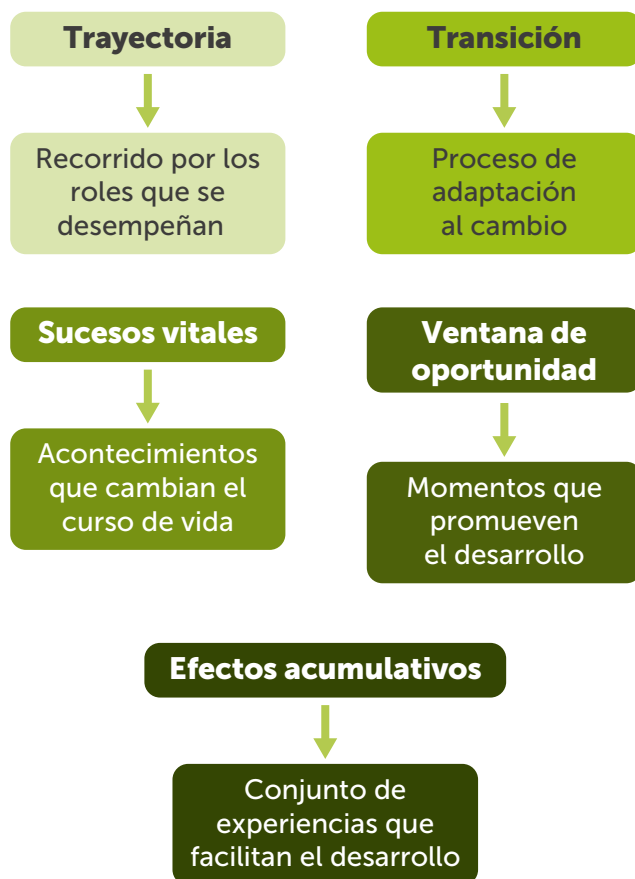 Trayectoria
Recorrido por los
roles que se
desempeñan
Transición
Proceso de
adaptación
al cambio
Sucesos vitales
Acontecimientos
que cambian el
curso de vida
Ventana de
oportunidad
Momentos que
promueven
el desarrollo
Efectos acumulativos
Conjunto de
experiencias que
facilitan el desarrollo